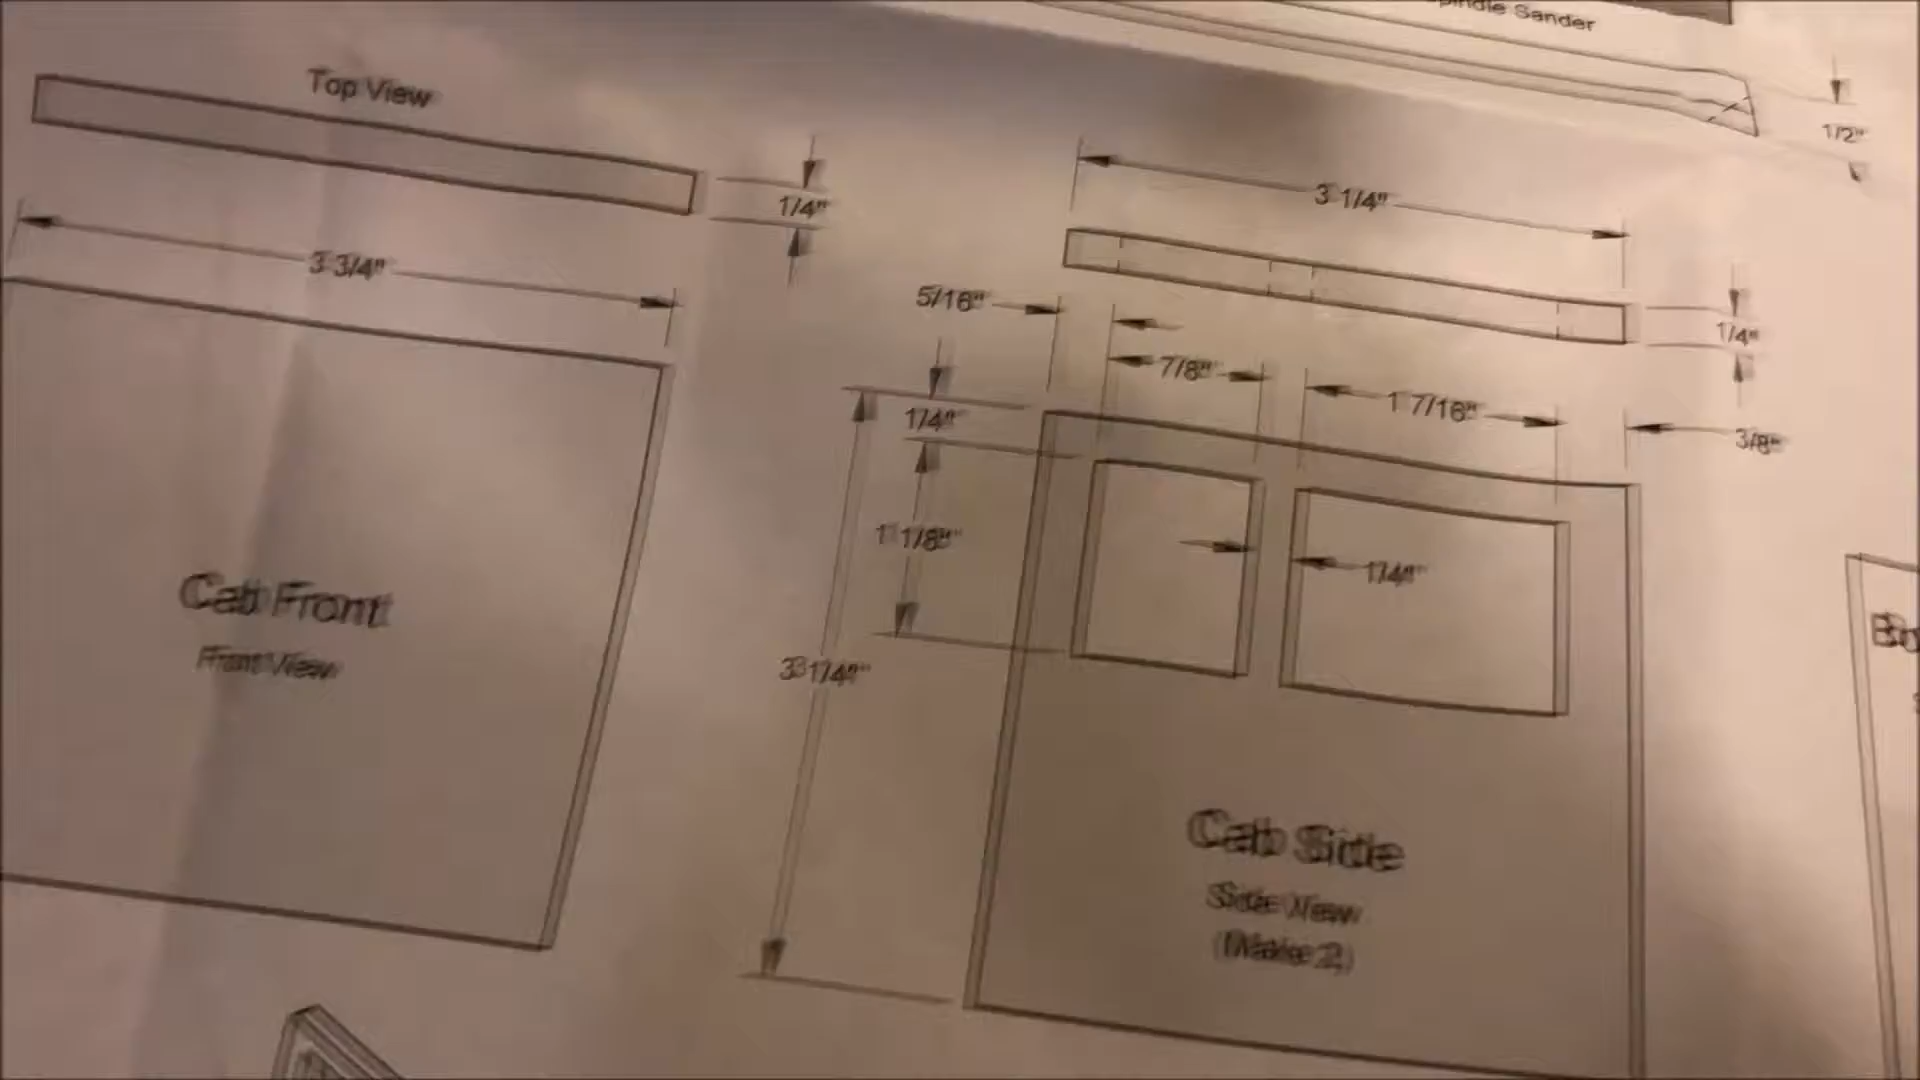 Spindle Sander
Top View
1/2"
3 1/4"
1/4"
3 3/4"
5/16"
1/4"
7/8"
1 7/16"
1/4"
3/8"
1 1/8"
1/4"
Cab Front
Front View
3 1/4"
Cab Side
Side View
(Make 2)